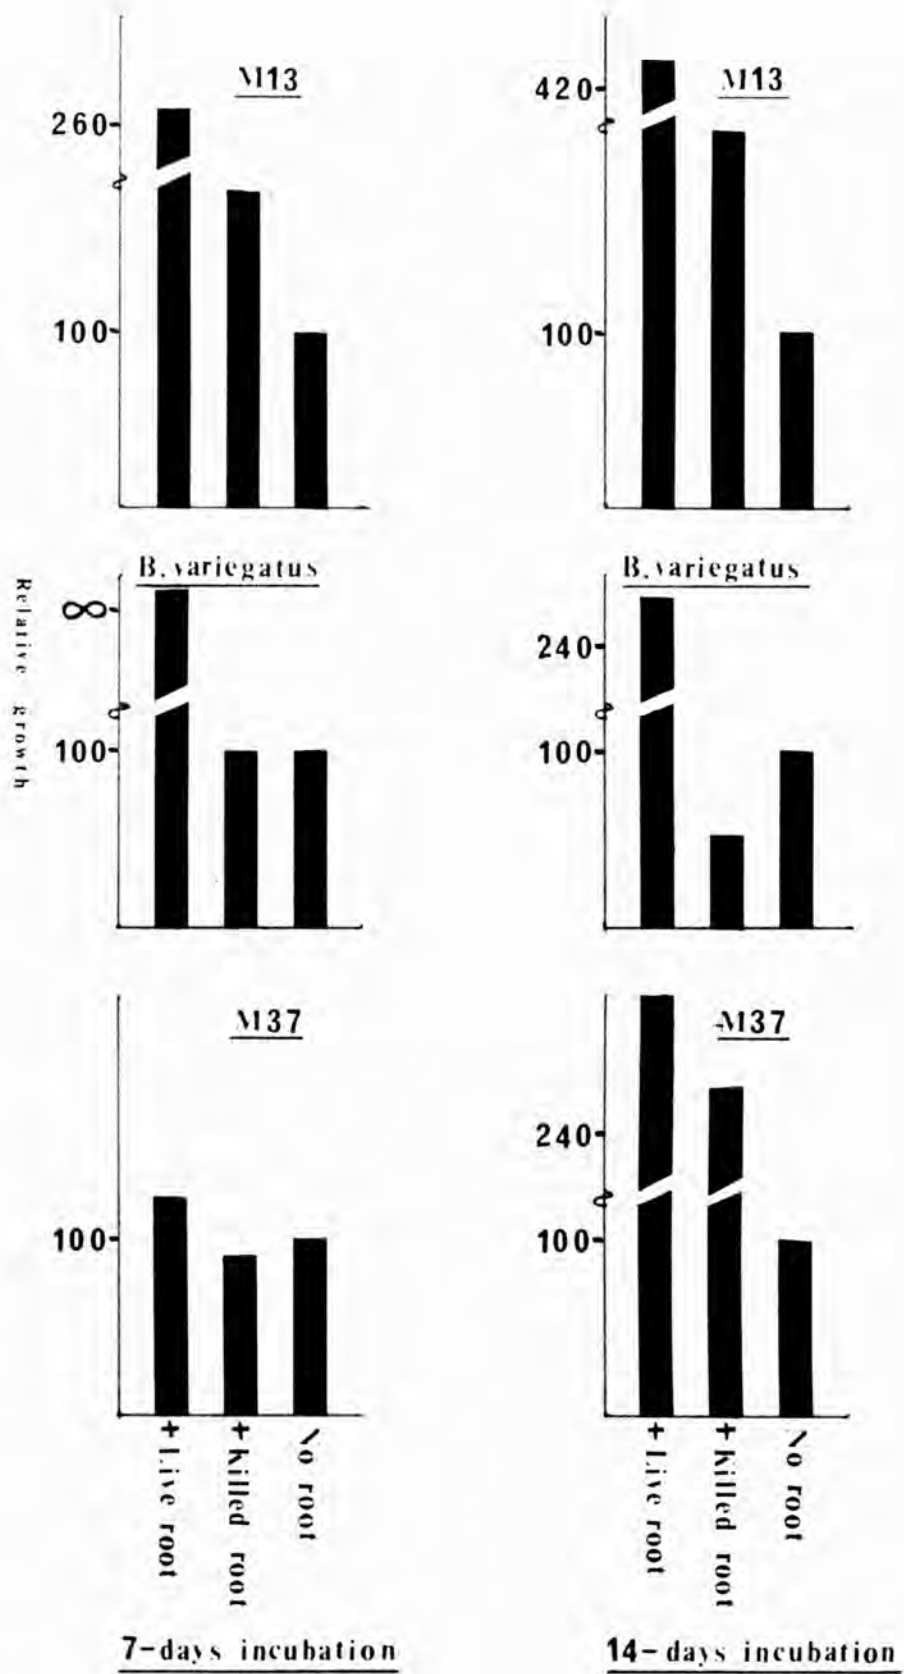 M13
260
100
M13
420
100
Relative growth
B.variegatus
∞
100
B.variegatus
240
100
M37
100
M37
240
100
+Live root
+killed root
No root
+Live root
+killed root
No root
7-days incubation
14-days incubation